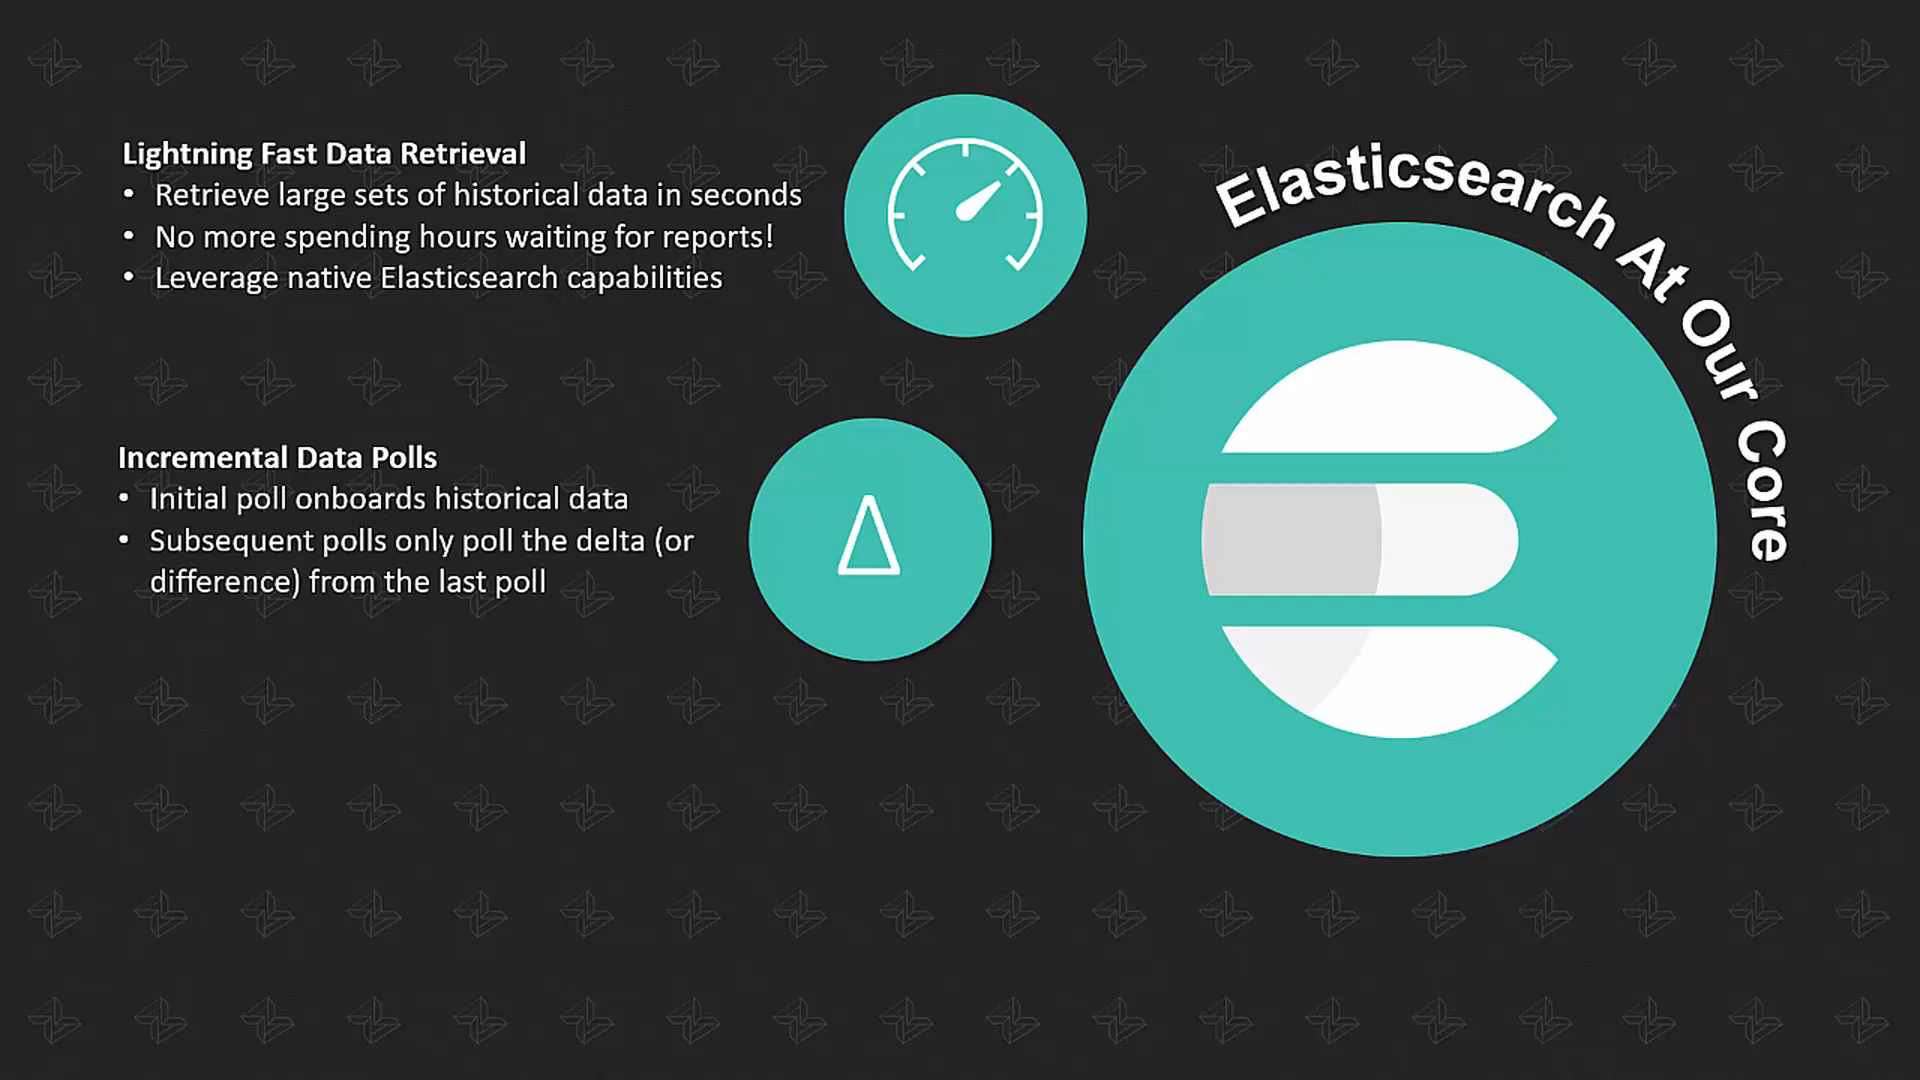 Lightning Fast Data Retrieval
• Retrieve large sets of historical data in seconds
• No more spending hours waiting for reports!
• Leverage native Elasticsearch capabilities
Incremental Data Polls
• Initial poll onboards historical data
• Subsequent polls only poll the delta (or
difference) from the last poll
Elasticsearch At Our Core